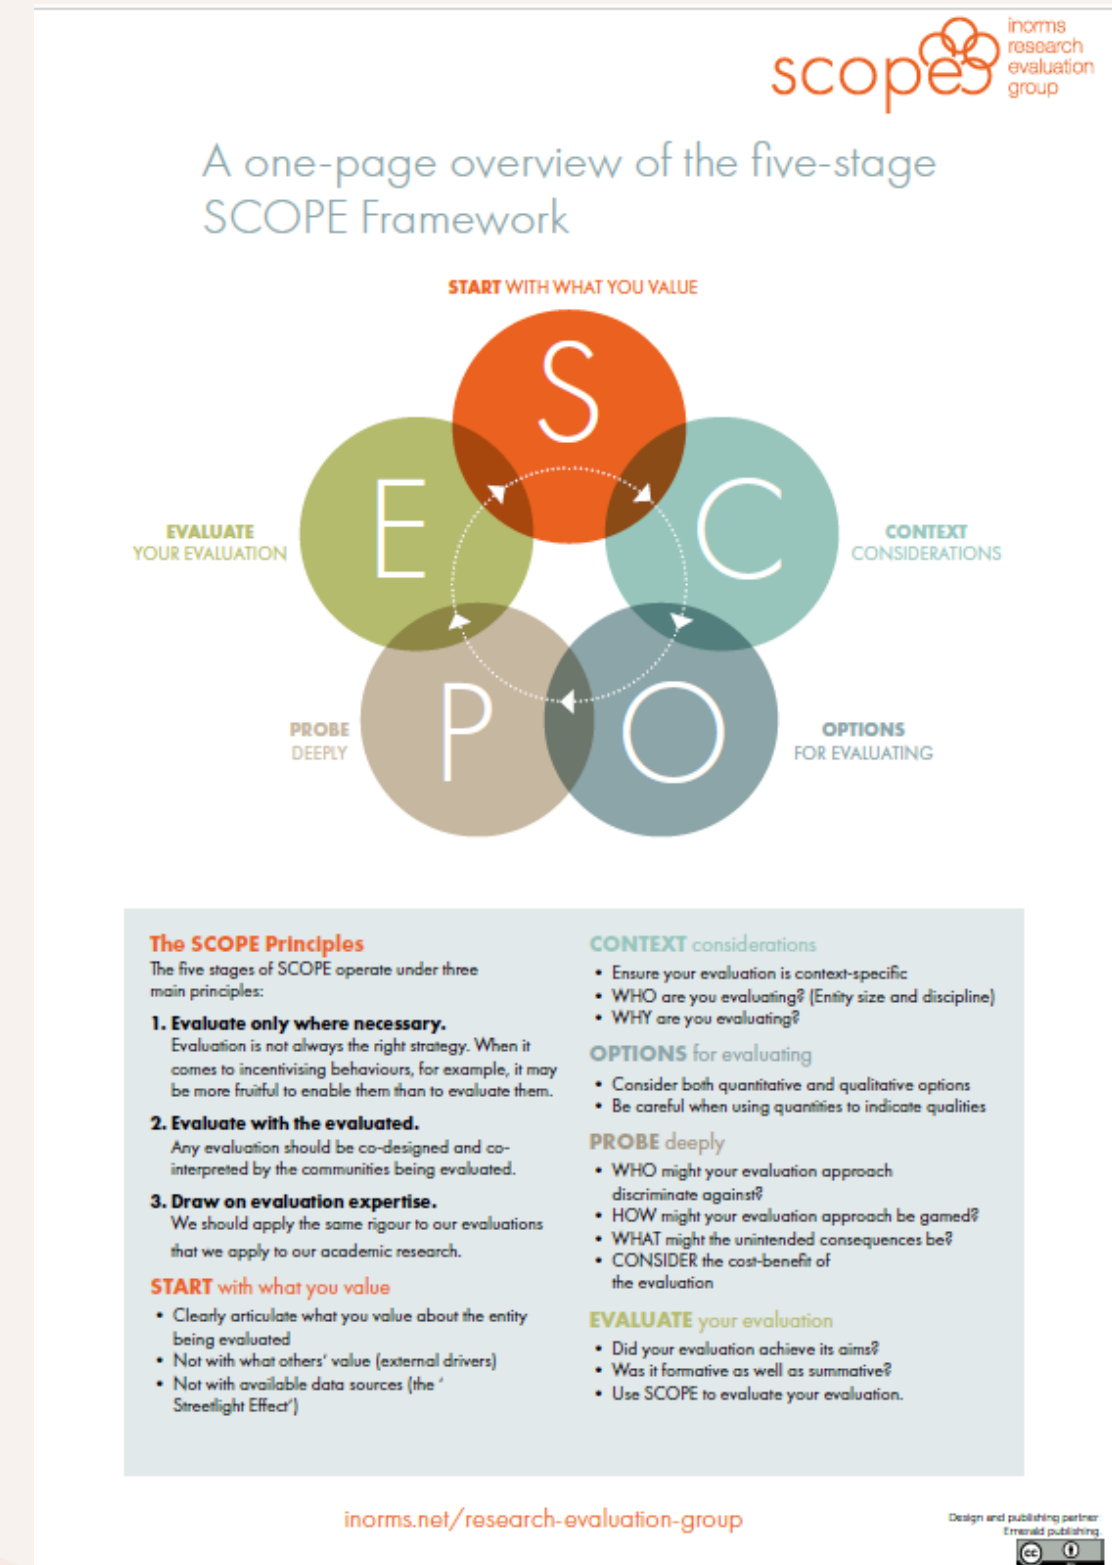 scope
inorms
research
evaluation
group
A one-page overview of the five-stage
SCOPE Framework
START WITH WHAT YOU VALUE
S
E
C
EVALUATE
YOUR EVALUATION
CONTEXT
CONSIDERATIONS
P
O
PROBE
DEEPLY
OPTIONS
FOR EVALUATING
The SCOPE Principles
The five stages of SCOPE operate under three
main principles:
1. Evaluate only where necessary.
Evaluation is not always the right strategy. When it
comes to incentivising behaviours, for example, it may
be more fruitful to enable them than to evaluate them.
2. Evaluate with the evaluated.
Any evaluation should be co-designed and co-
interpreted by the communities being evaluated.
3. Draw on evaluation expertise.
We should apply the same rigour to our evaluations
that we apply to our academic research.
START with what you value
• Clearly articulate what you value about the entity
being evaluated
• Not with what others' value (external drivers)
• Not with available data sources (the '
Streetlight Effect')
CONTEXT considerations
• Ensure your evaluation is context-specific
• WHO are you evaluating? (Entity size and discipline)
• WHY are you evaluating?
OPTIONS for evaluating
• Consider both quantitative and qualitative options
• Be careful when using quantities to indicate qualities
PROBE deeply
• WHO might your evaluation approach
discriminate against?
• HOW might your evaluation approach be gamed?
• WHAT might the unintended consequences be?
• CONSIDER the cost-benefit of
the evaluation
EVALUATE your evaluation
• Did your evaluation achieve its aims?
• Was it formative as well as summative?
• Use SCOPE to evaluate your evaluation.
inorms.net/research-evaluation-group
Design and publishing partner
Emerald publishing.
cc